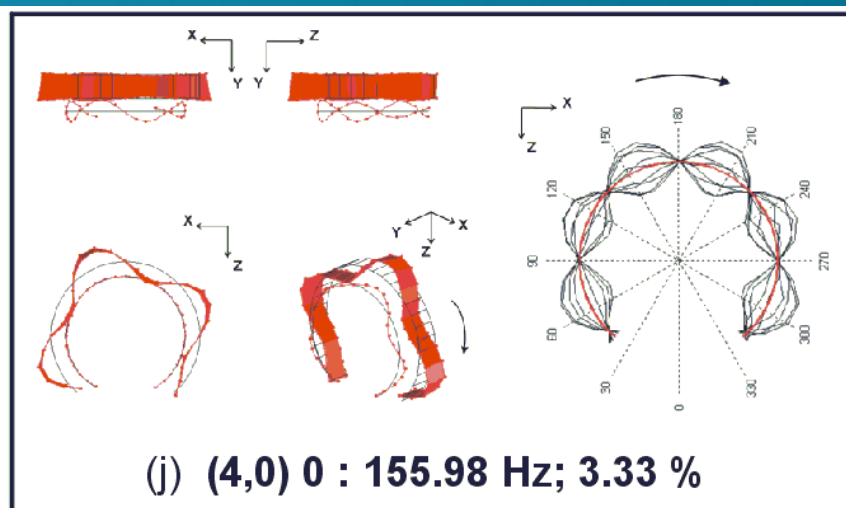 X
Z
Y
Y
X
Z
X
Z
Y
X
Z
180
150
210
120
240
90
270
60
300
30
330
0
(j) (4,0) 0 : 155.98 Hz; 3.33 %